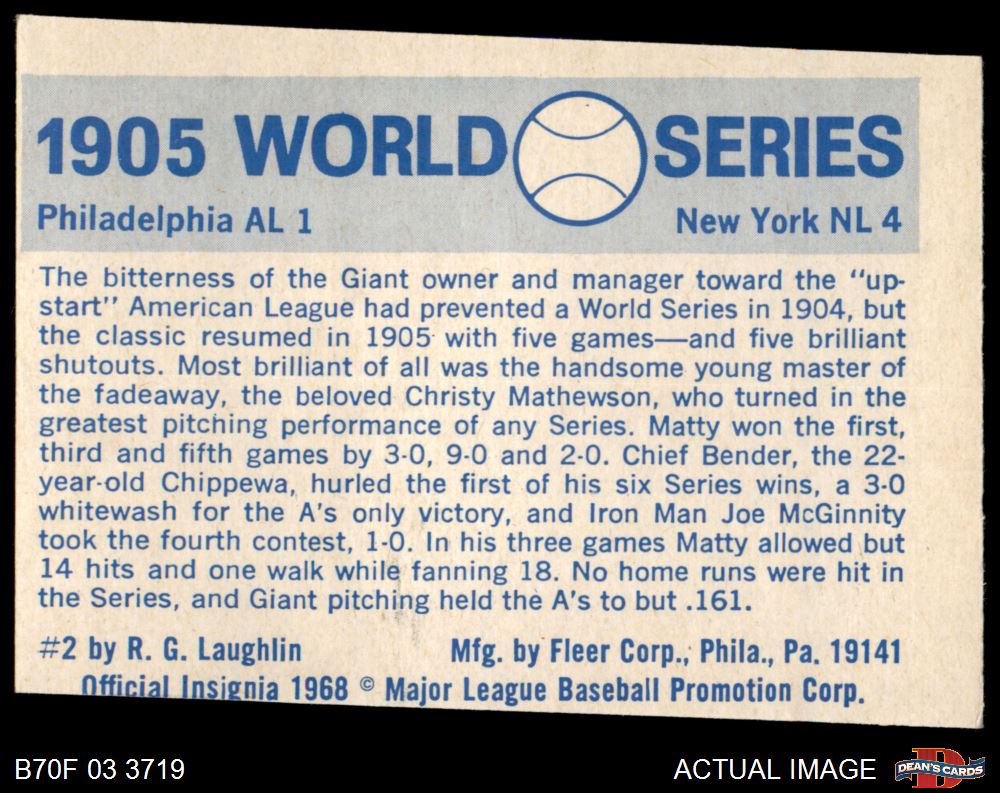 1905 WORLD SERIES
Philadelphia AL 1 New York NL 4
The bitterness of the Giant owner and manager toward the "up-
start" American League had prevented a World Series in 1904, but
the classic resumed in 1905 with five games—and five brilliant
shutouts. Most brilliant of all was the handsome young master of
the fadeaway, the beloved Christy Mathewson, who turned in the
greatest pitching performance of any Series. Matty won the first,
third and fifth games by 3-0, 9-0 and 2-0. Chief Bender, the 22-
year-old Chippewa, hurled the first of his six Series wins, a 3-0
whitewash for the A's only victory, and Iron Man Joe McGinnity
took the fourth contest, 1-0. In his three games Matty allowed but
14 hits and one walk while fanning 18. No home runs were hit in
the Series, and Giant pitching held the A's to but .161.
#2 by R. G. Laughlin Mfg. by Fleer Corp., Phila., Pa. 19141
Official Insignia 1968 © Major League Baseball Promotion Corp.
B70F 03 3719 ACTUAL IMAGE DEAN'S CARDS